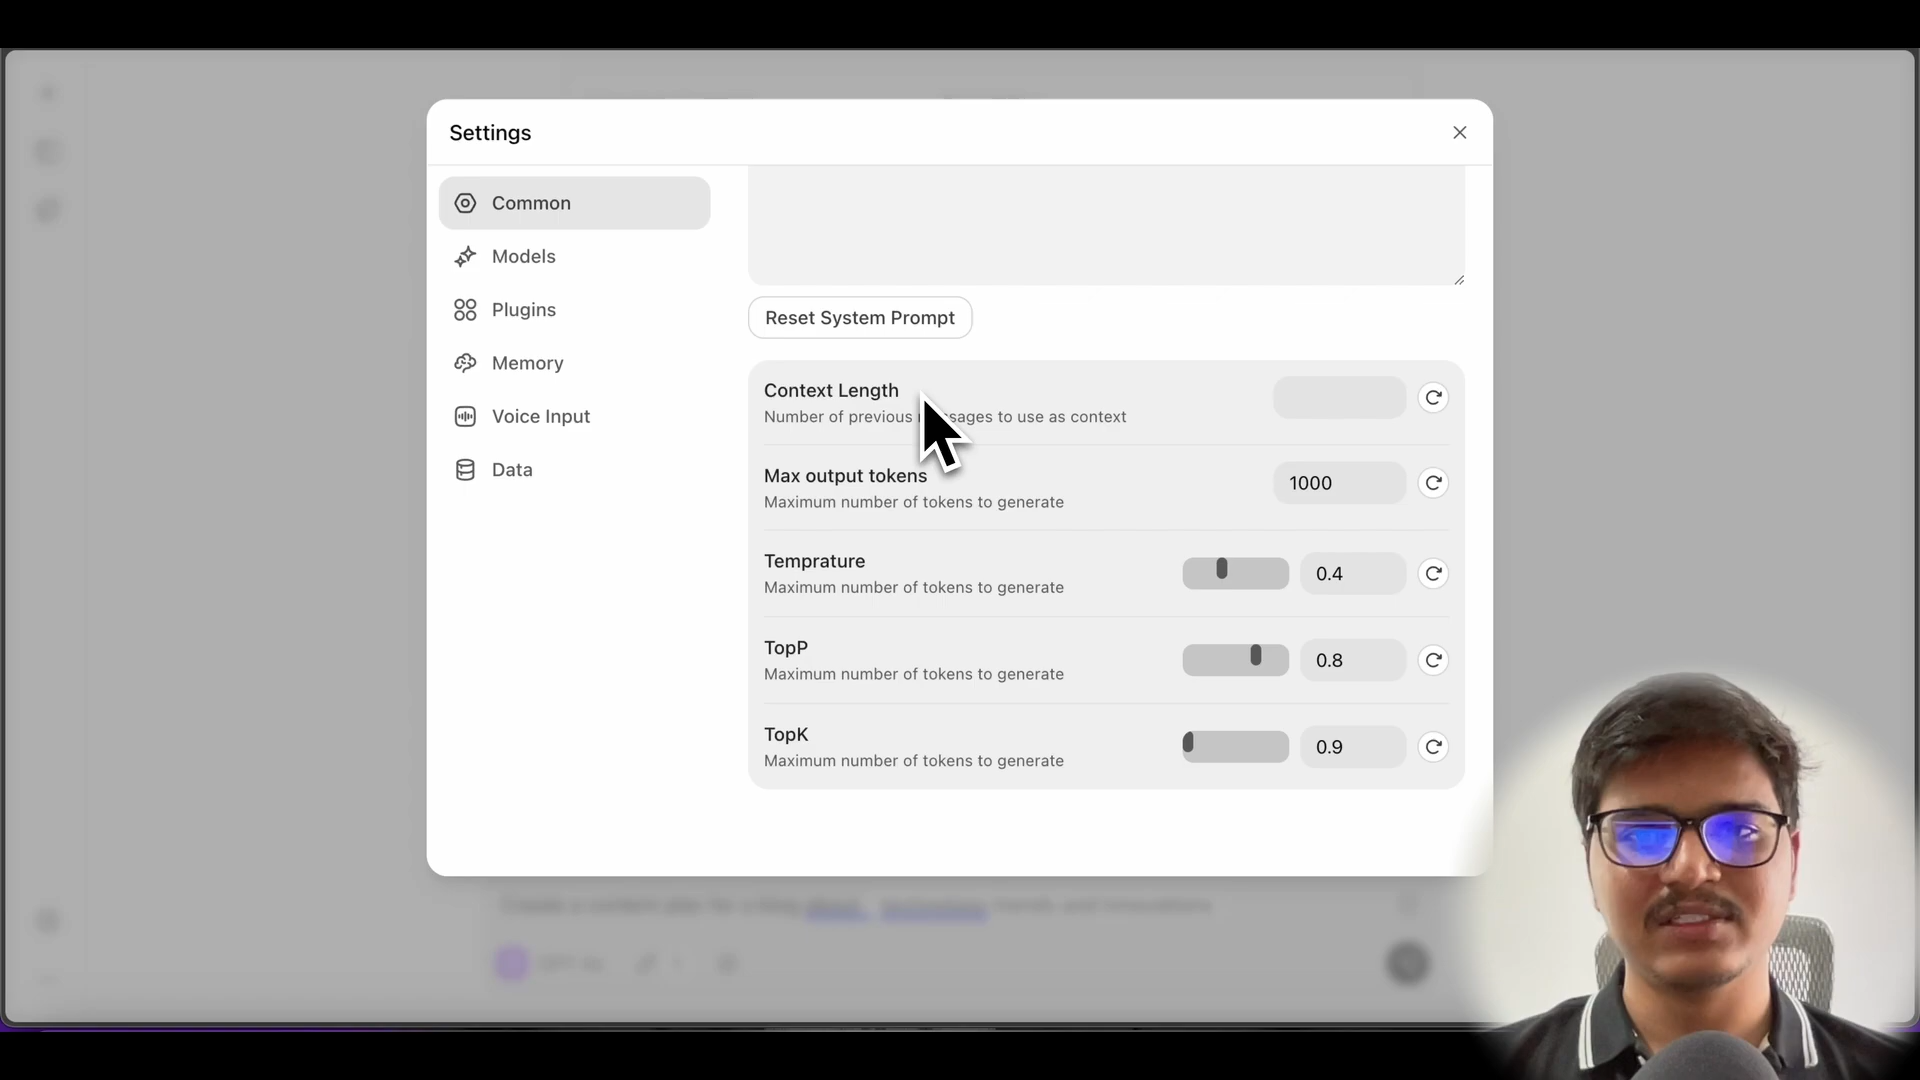 Settings
Common
Models
Plugins
Memory
Voice Input
Data
Reset System Prompt
Context Length
Number of previous messages to use as context
Max output tokens
Maximum number of tokens to generate
1000
Temprature
Maximum number of tokens to generate
0.4
TopP
Maximum number of tokens to generate
0.8
TopK
Maximum number of tokens to generate
0.9